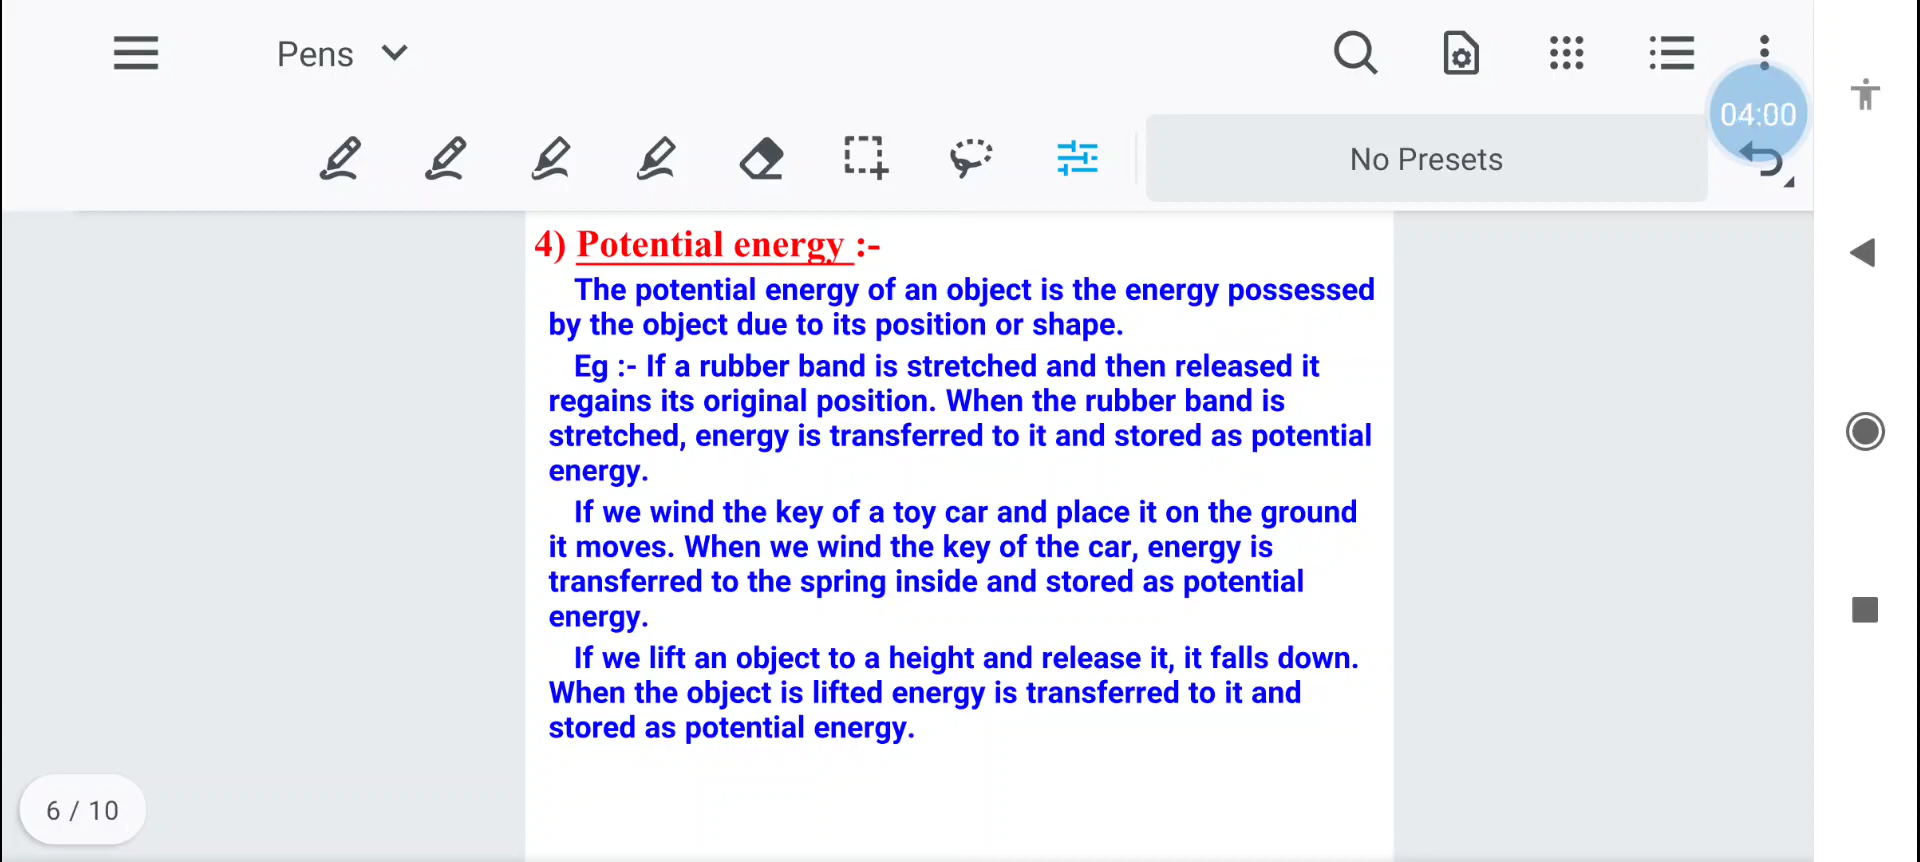 Pens
04:00
No Presets
4) Potential energy :-
The potential energy of an object is the energy possessed
by the object due to its position or shape.
Eg :- If a rubber band is stretched and then released it
regains its original position. When the rubber band is
stretched, energy is transferred to it and stored as potential
energy.
If we wind the key of a toy car and place it on the ground
it moves. When we wind the key of the car, energy is
transferred to the spring inside and stored as potential
energy.
If we lift an object to a height and release it, it falls down.
When the object is lifted energy is transferred to it and
stored as potential energy.
6 / 10